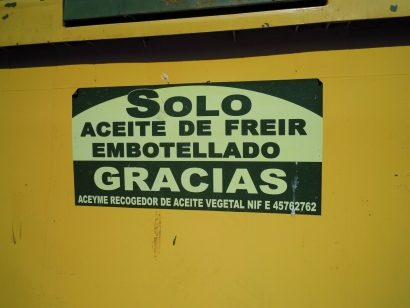 SOLO
ACEITE DE FREIR
EMBOTELLADO
GRACIAS
ACEYME RECOGEDOR DE ACEITE VEGETAL NIF E 45762762